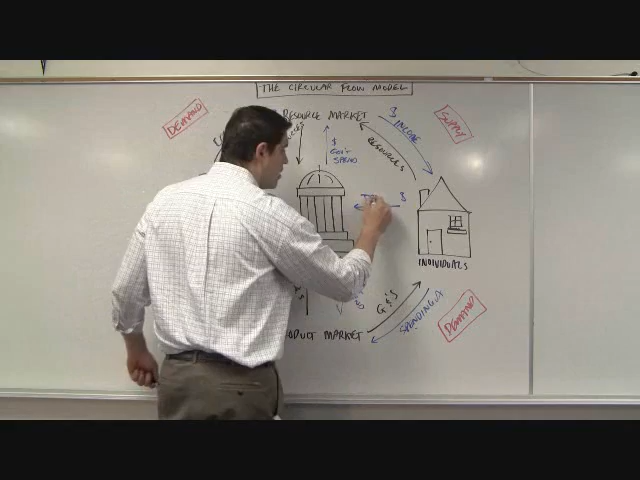 THE CIRCULAR FLOW MODEL
DEMAND
RESOURCE MARKET
$
INCOME
SUPPLY
RESOURCES
$
GOV'T
SPEND
$
INDIVIDUALS
G & S
SPENDING
DEMAND
PRODUCT MARKET